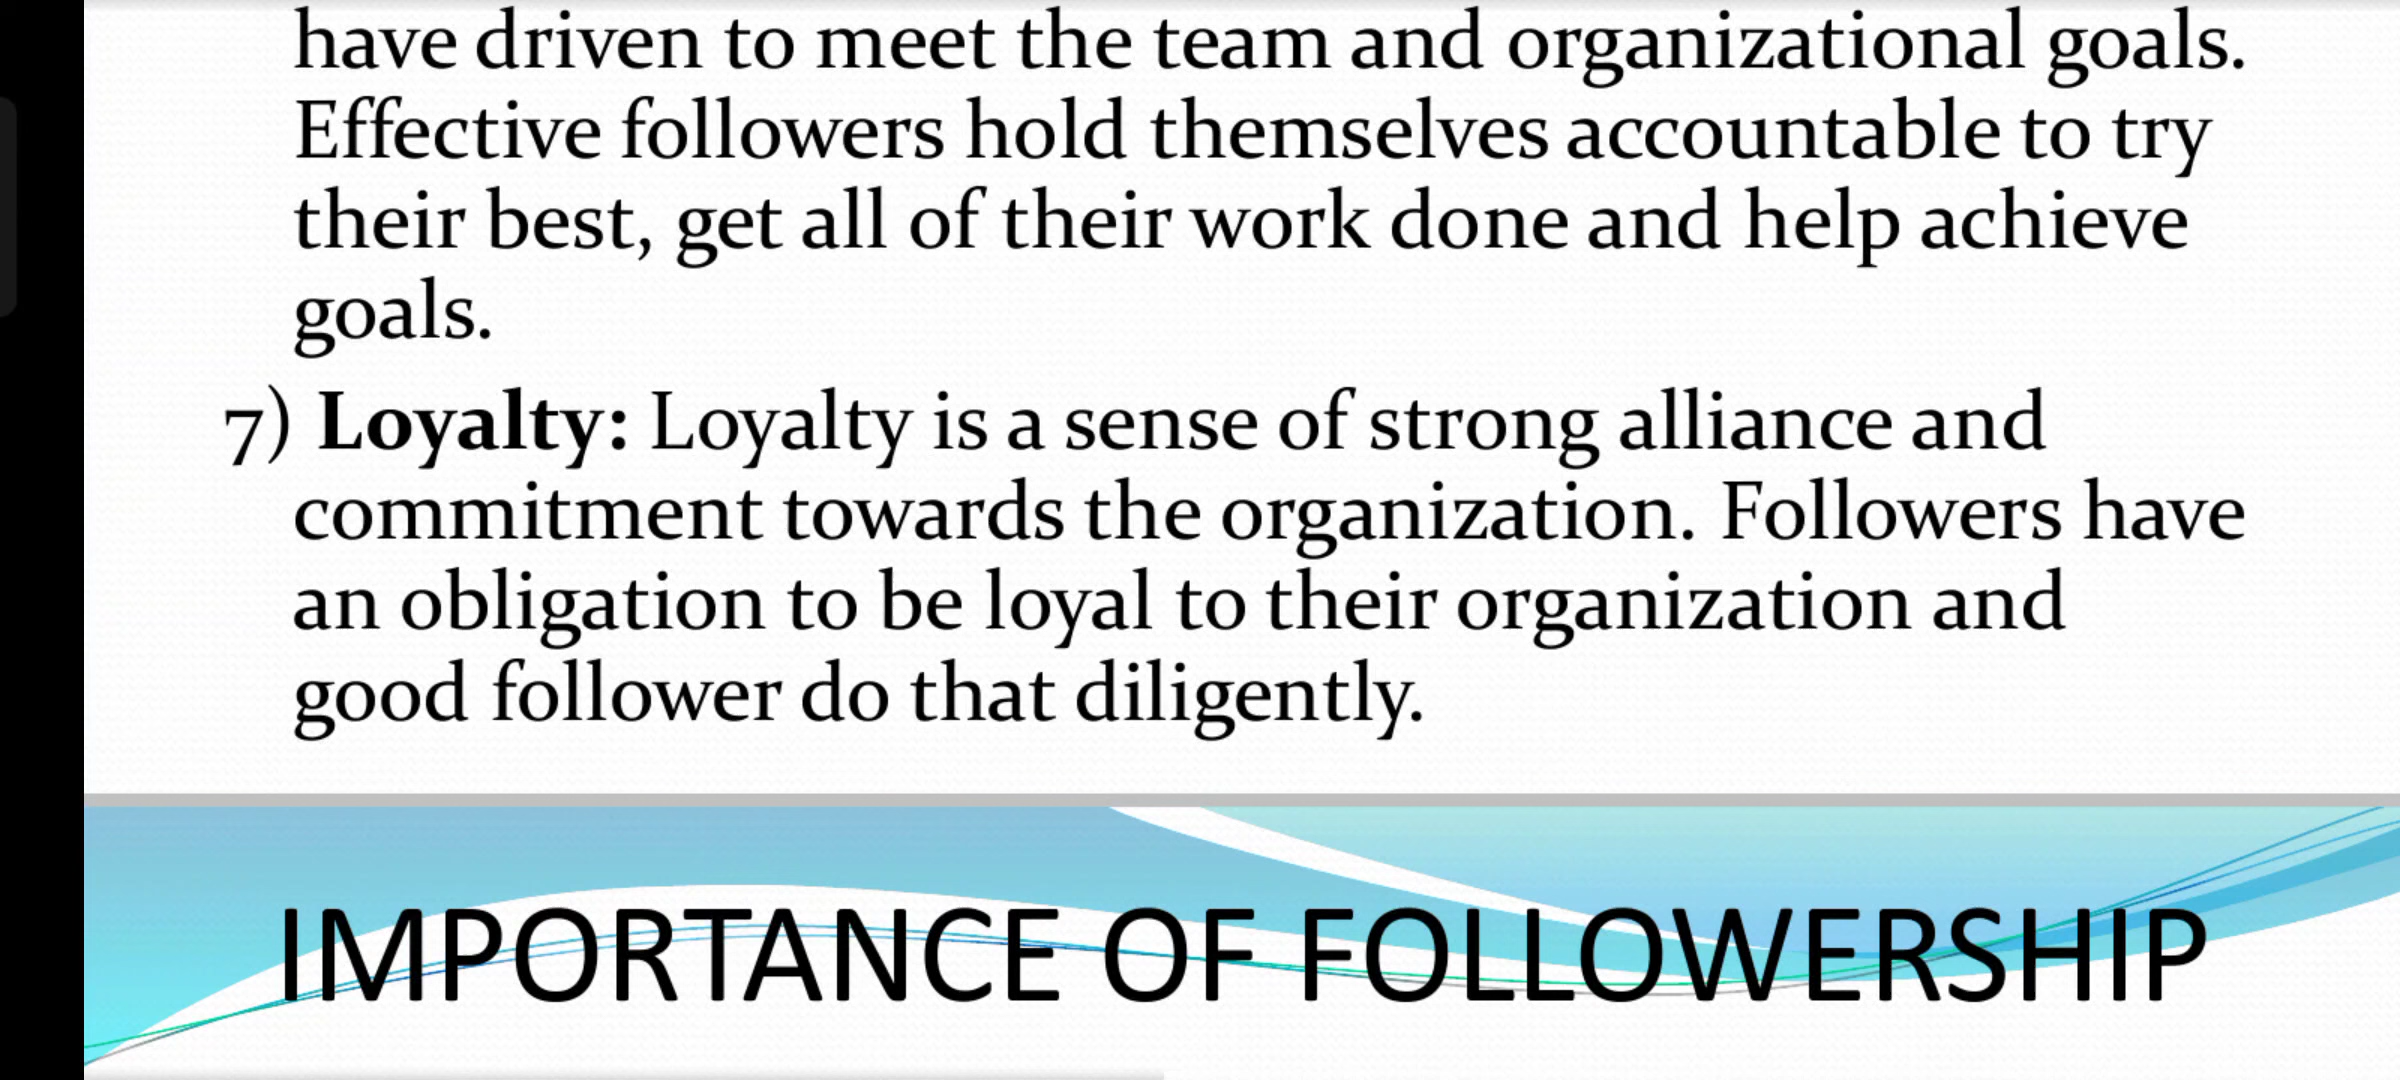 have driven to meet the team and organizational goals.
Effective followers hold themselves accountable to try
their best, get all of their work done and help achieve
goals.
7) Loyalty: Loyalty is a sense of strong alliance and
commitment towards the organization. Followers have
an obligation to be loyal to their organization and
good follower do that diligently.
IMPORTANCE OF FOLLOWERSHIP